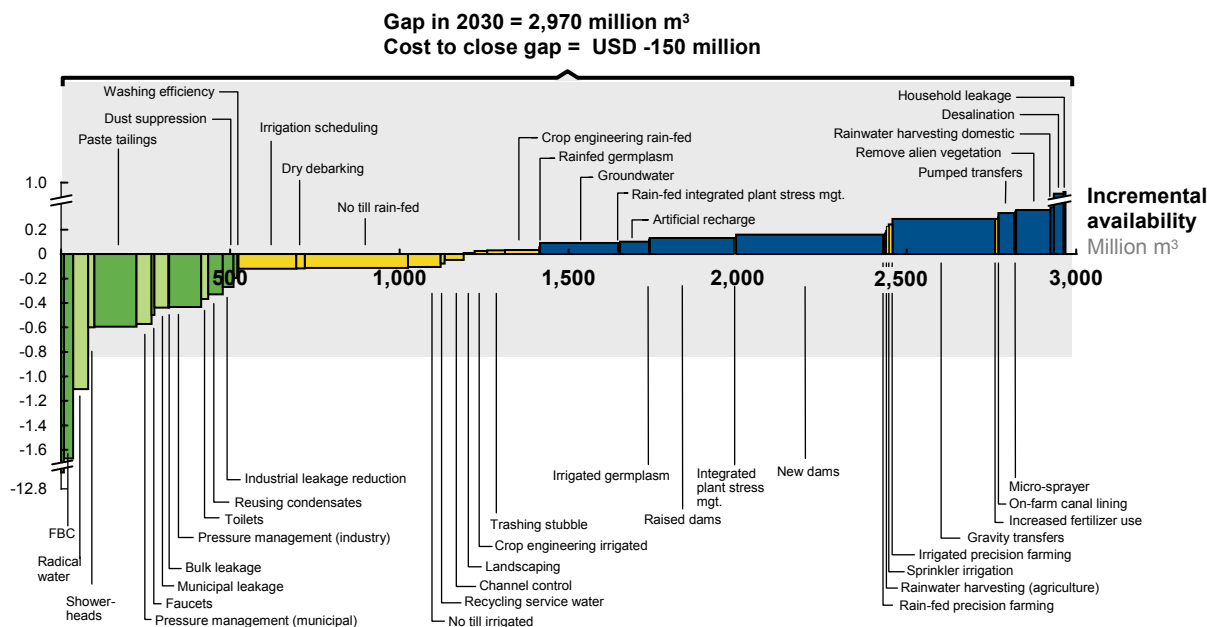 Gap in 2030 = 2,970 million m³
Cost to close gap = USD -150 million
Washing efficiency
Dust suppression
Paste tailings
Irrigation scheduling
Dry debarking
No till rain-fed
Crop engineering rain-fed
Rainfed germplasm
Groundwater
Rain-fed integrated plant stress mgt.
Artificial recharge
Household leakage
Desalination
Rainwater harvesting domestic
Remove alien vegetation
Pumped transfers
Incremental
availability
Million m³
1.0
0.2
0
-0.2
-0.4
-0.6
-0.8
-1.0
-1.2
-1.4
-1.6
-12.8
500
1,000
1,500
2,000
2,500
3,000
FBC
Radical
water
Shower-
heads
Industrial leakage reduction
Reusing condensates
Toilets
Pressure management (industry)
Bulk leakage
Municipal leakage
Faucets
Pressure management (municipal)
Trashing stubble
Crop engineering irrigated
Landscaping
Channel control
Recycling service water
No till irrigated
Irrigated germplasm
Raised dams
Integrated
plant stress
mgt.
New dams
Micro-sprayer
On-farm canal lining
Increased fertilizer use
Gravity transfers
Irrigated precision farming
Sprinkler irrigation
Rainwater harvesting (agriculture)
Rain-fed precision farming